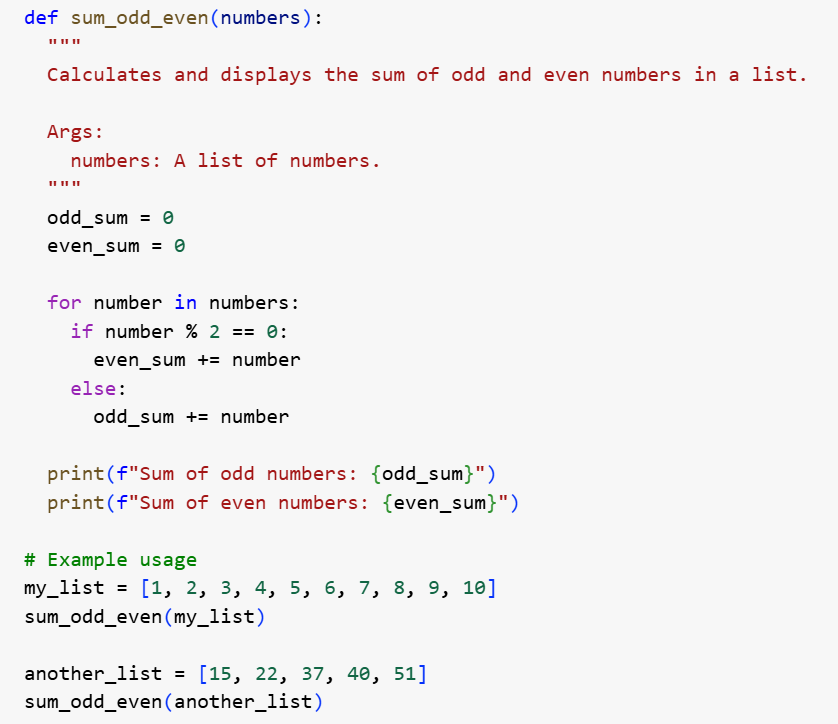 def sum_odd_even(numbers):
  """
  Calculates and displays the sum of odd and even numbers in a list.

  Args:
    numbers: A list of numbers.
  """
  odd_sum = 0
  even_sum = 0

  for number in numbers:
    if number % 2 == 0:
      even_sum += number
    else:
      odd_sum += number

  print(f"Sum of odd numbers: {odd_sum}")
  print(f"Sum of even numbers: {even_sum}")

# Example usage
my_list = [1, 2, 3, 4, 5, 6, 7, 8, 9, 10]
sum_odd_even(my_list)

another_list = [15, 22, 37, 40, 51]
sum_odd_even(another_list)